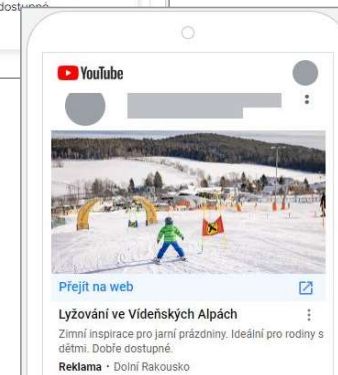 dostupné.
YouTube
Přejít na web
Lyžování ve Vídeňských Alpách
Zimní inspirace pro jarní prázdniny. Ideální pro rodiny s
dětmi. Dobře dostupné.
Reklama · Dolní Rakousko